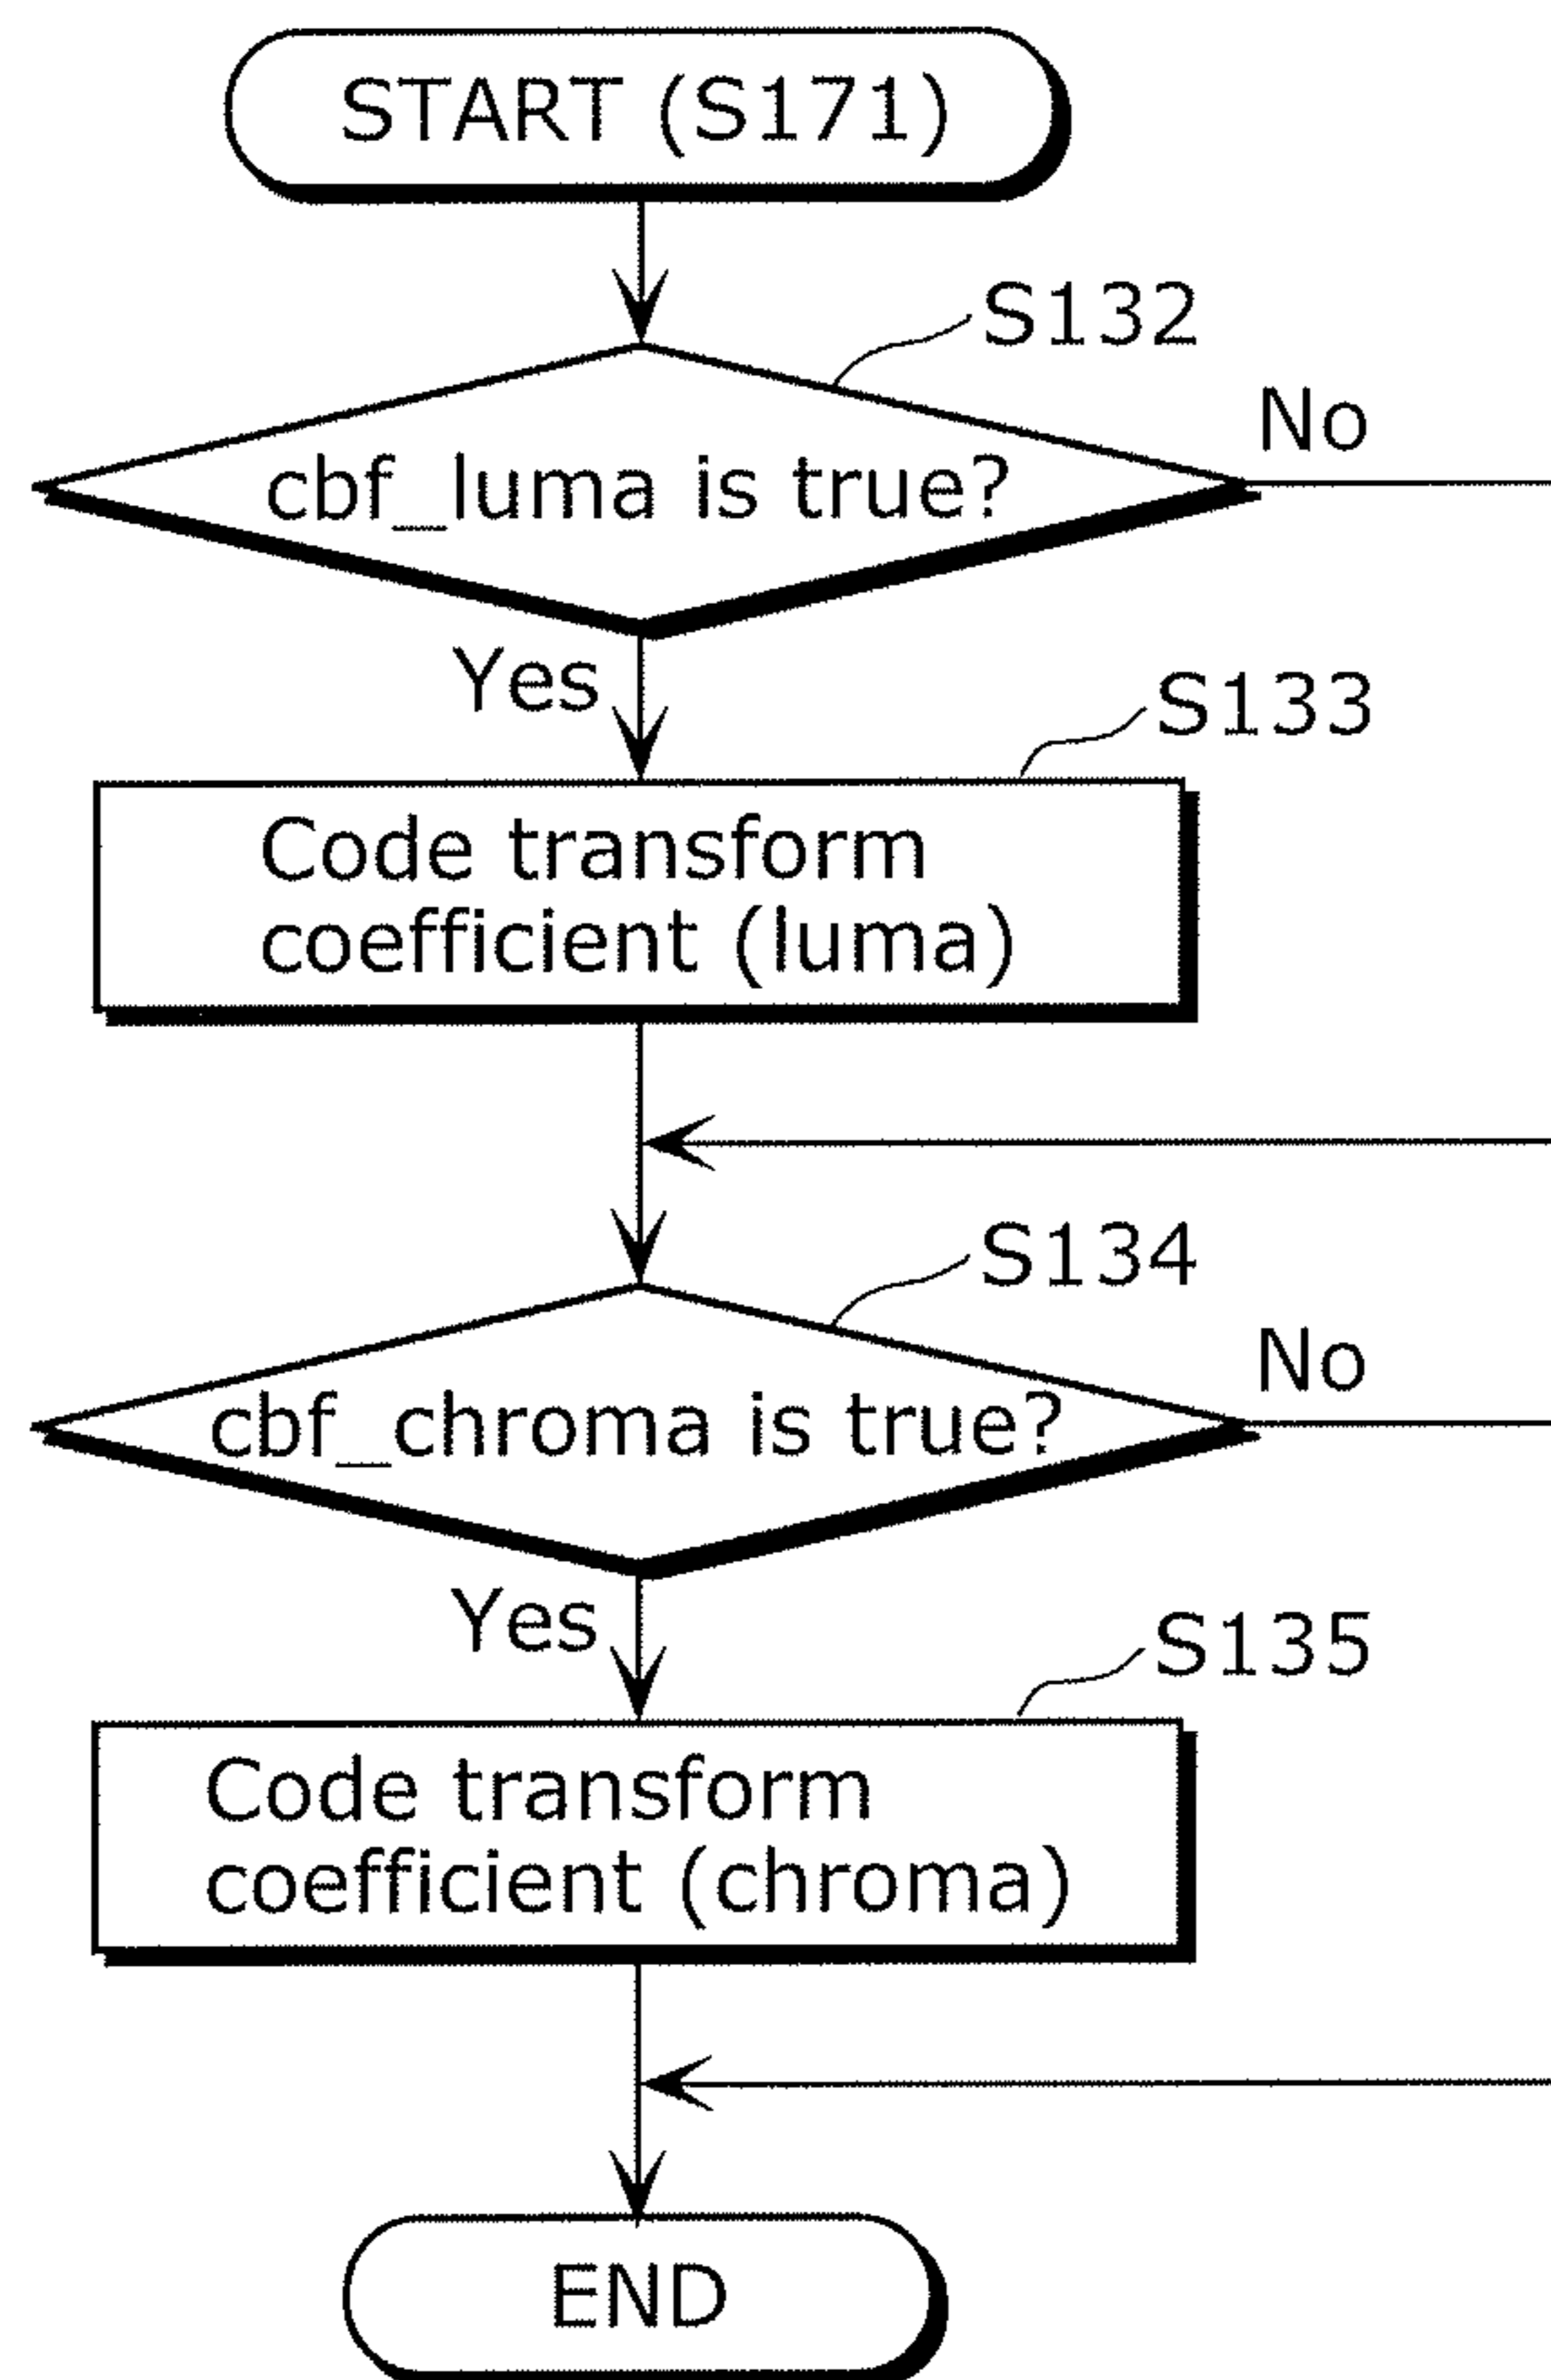 START (S171)
S132
No
cbf_luma is true?
Yes
S133
Code transform
coefficient (luma)
S134
No
cbf_chroma is true?
Yes
S135
Code transform
coefficient (chroma)
END